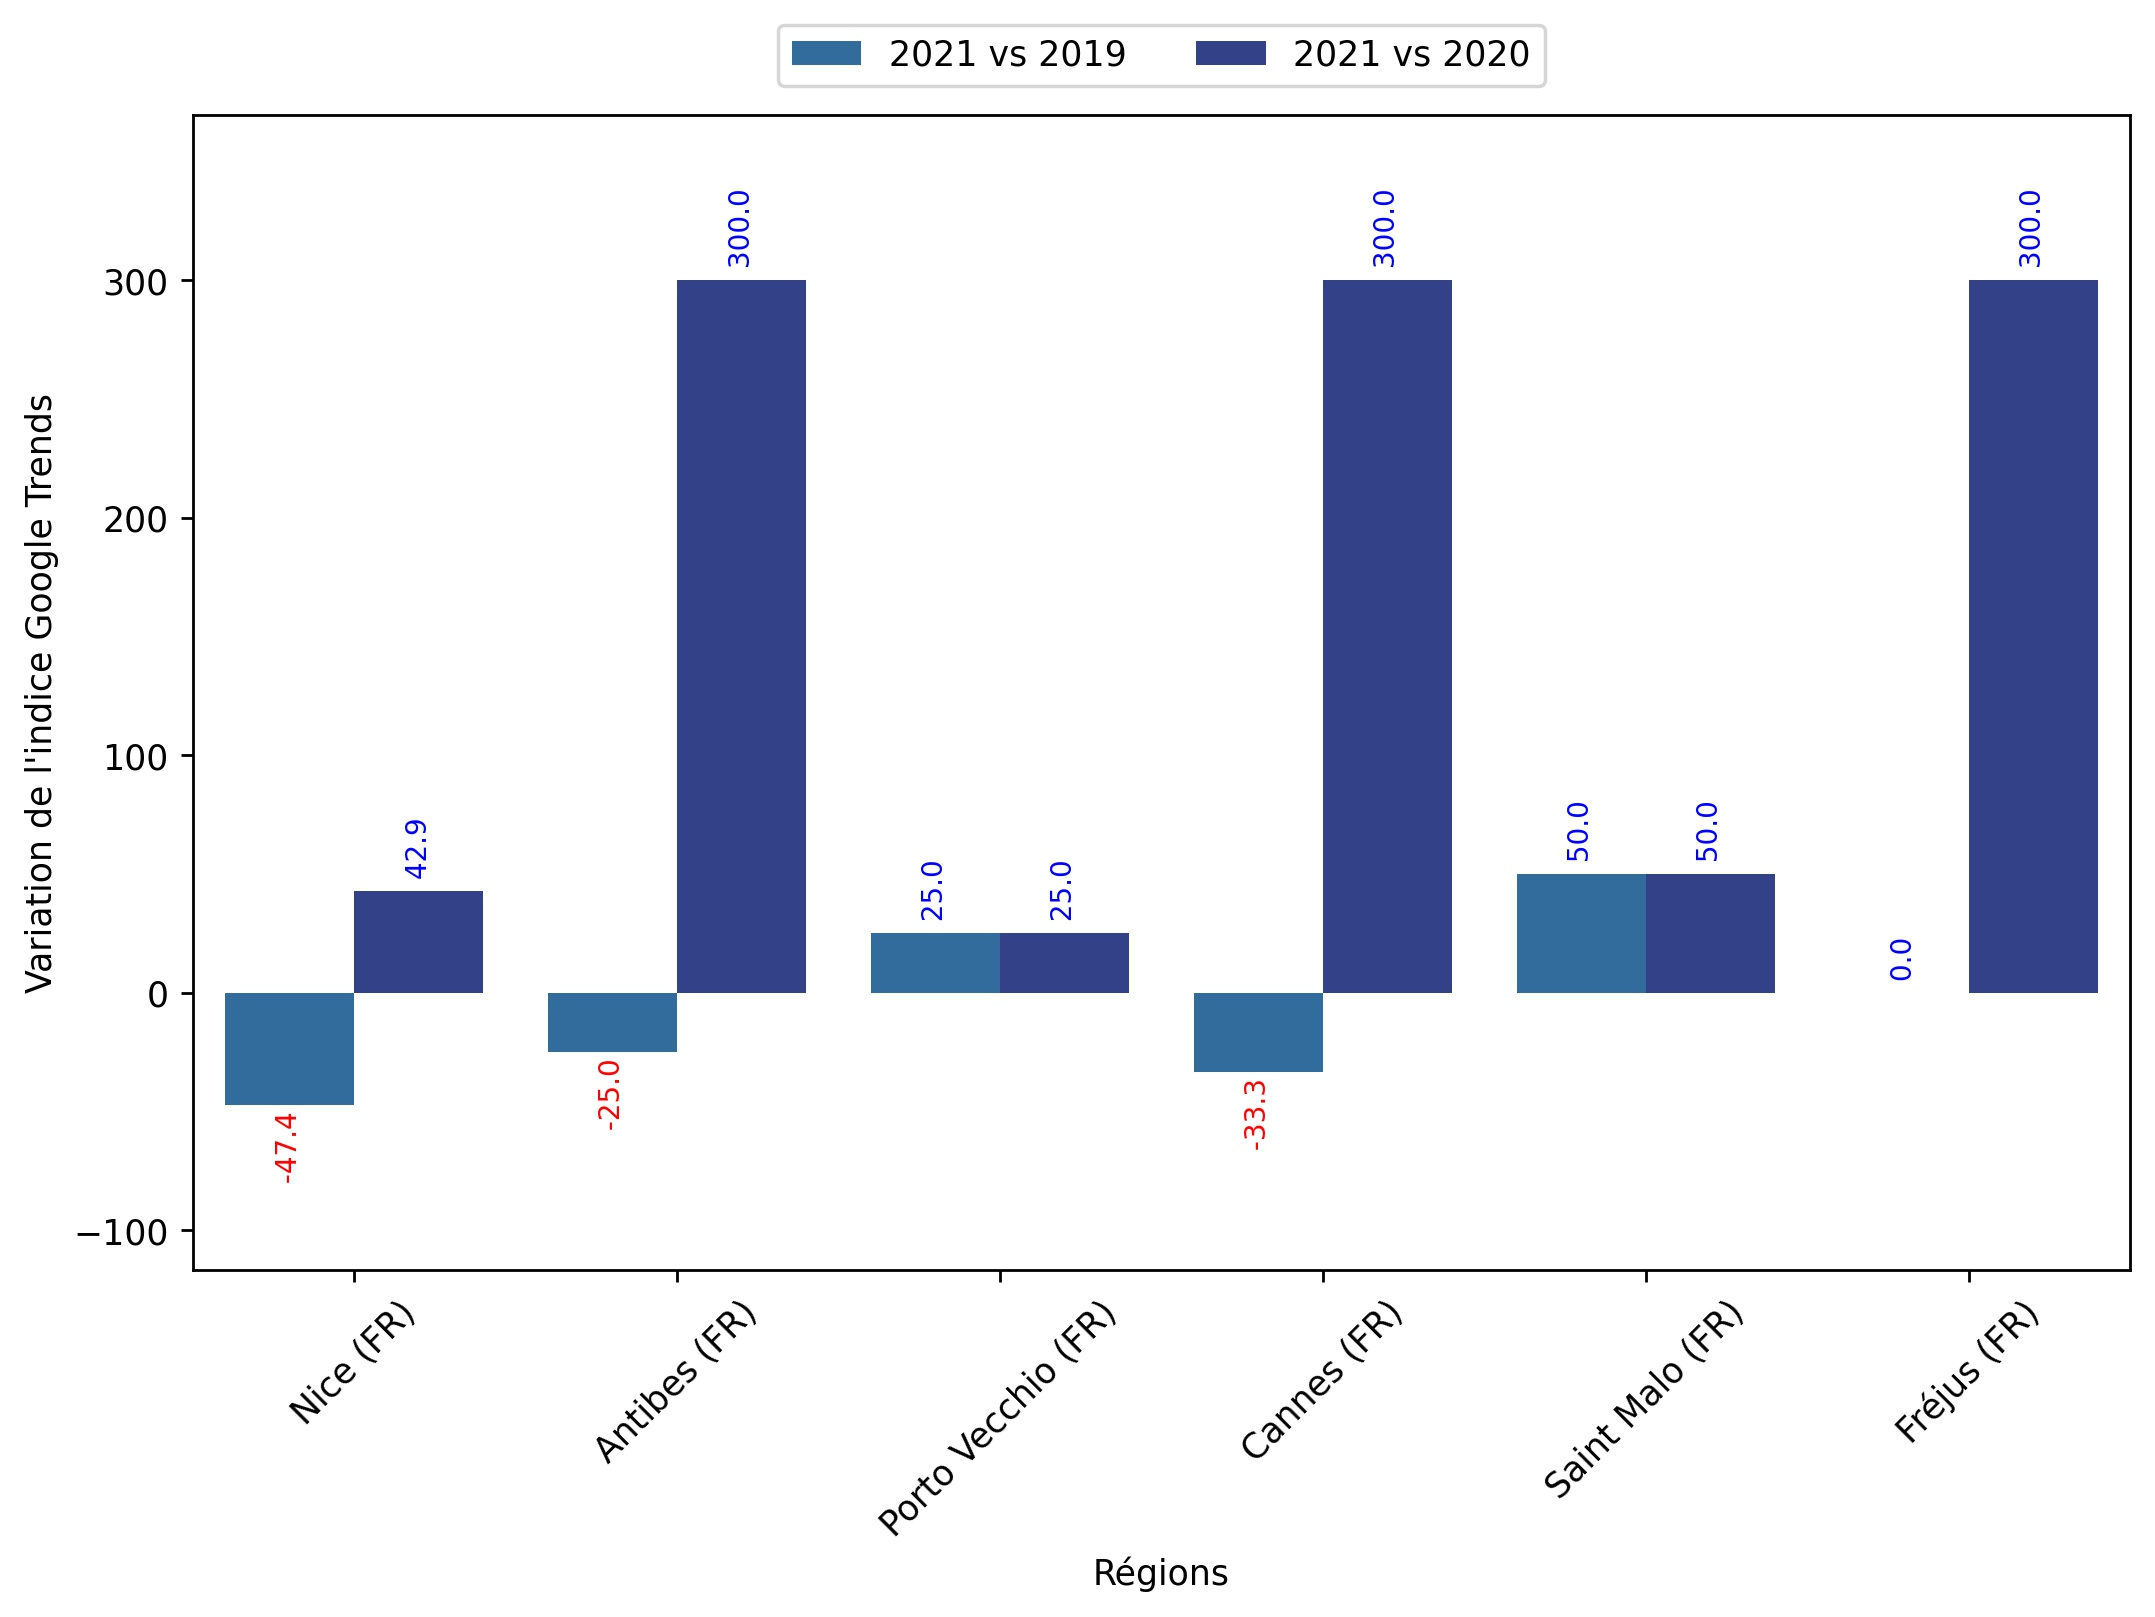 2021 vs 2019
2021 vs 2020
Variation de l'indice Google Trends
300
200
100
0
−100
-47.4
42.9
-25.0
300.0
25.0
25.0
-33.3
300.0
50.0
50.0
0.0
300.0
Nice (FR)
Antibes (FR)
Porto Vecchio (FR)
Cannes (FR)
Saint Malo (FR)
Fréjus (FR)
Régions